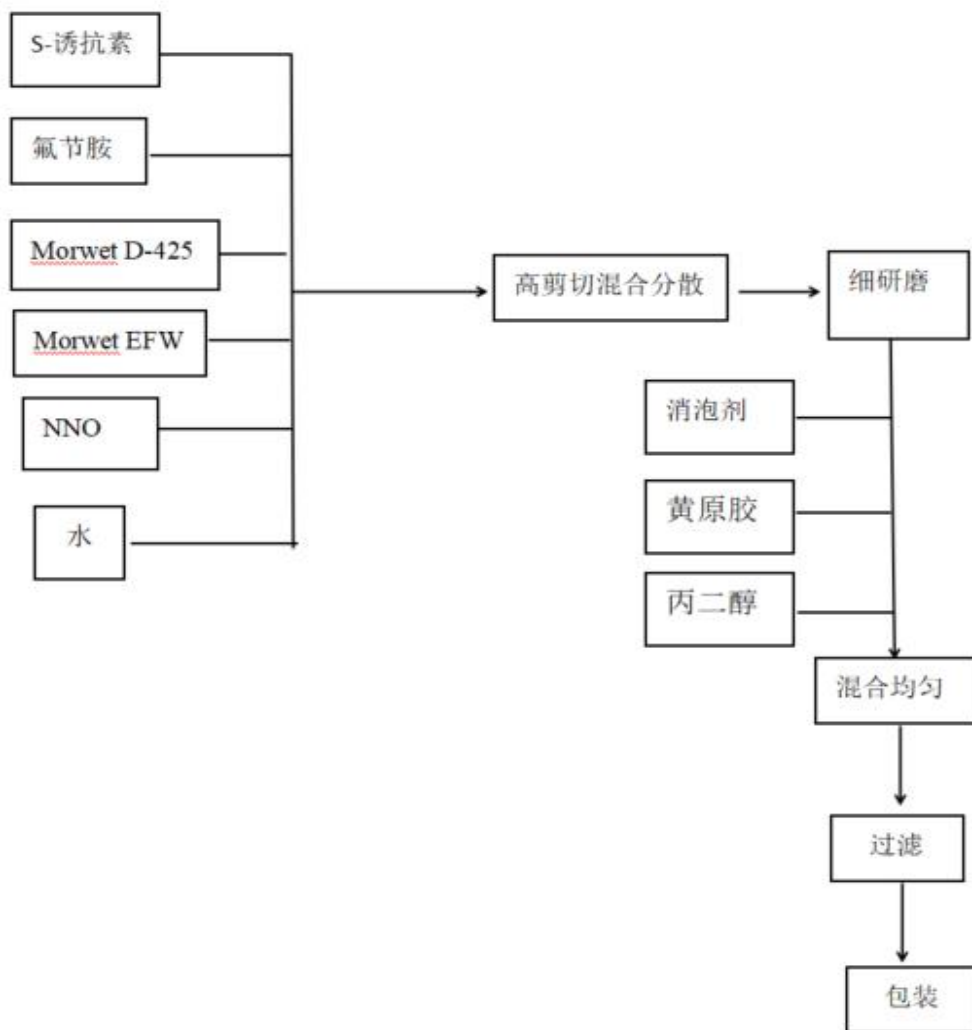 S-诱抗素
氟节胺
Morwet D-425
Morwet EFW
NNO
水
高剪切混合分散
细研磨
消泡剂
黄原胶
丙二醇
混合均匀
过滤
包装